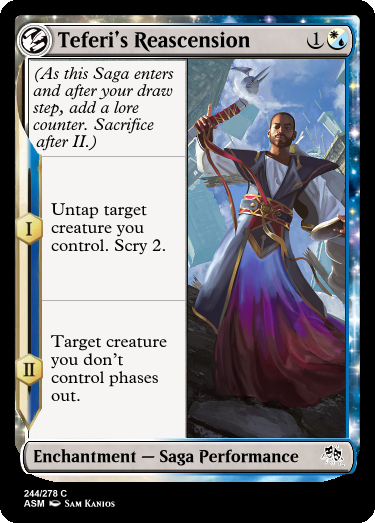 Teferi's Reascension 1
(As this Saga enters
and after your draw
step, add a lore
counter. Sacrifice
after II.)
I
Untap target
creature you
control. Scry 2.
II
Target creature
you don't
control phases
out.
Enchantment — Saga Performance
244/278 C
ASM Sam Kanios